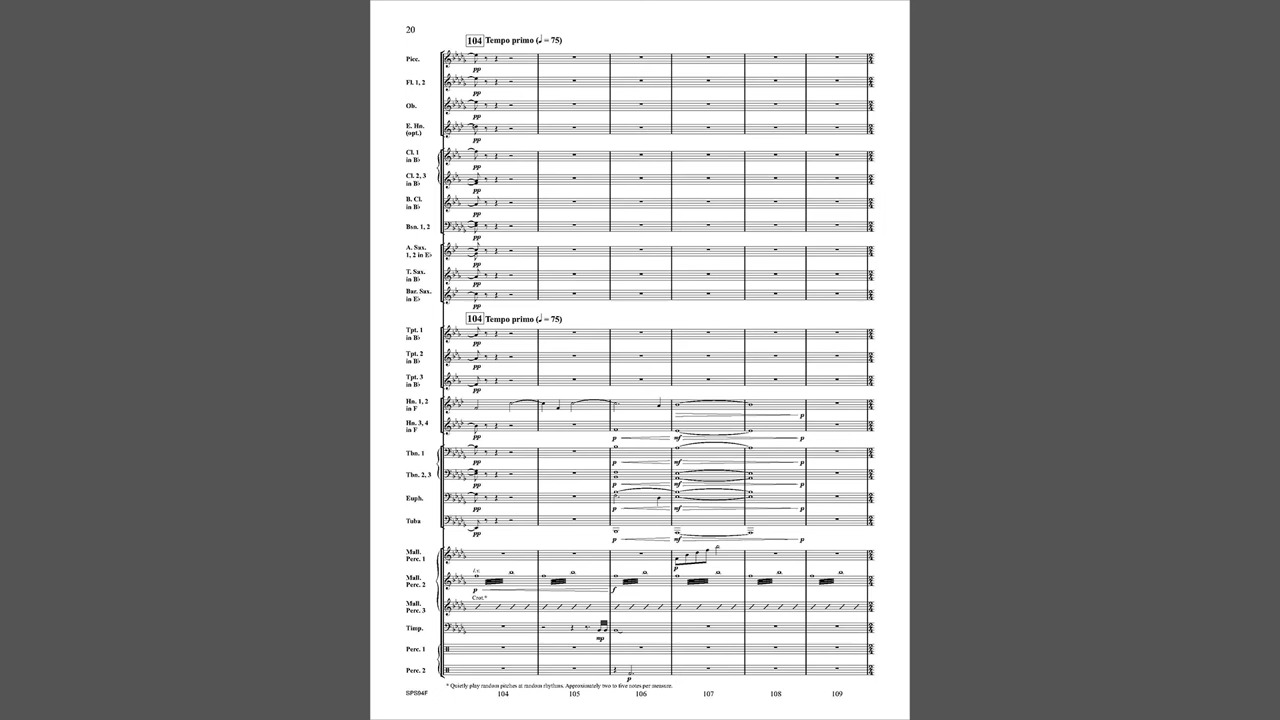 20
104 Tempo primo (♩ = 75)
Picc.
pp
Fl. 1, 2
pp
Ob.
pp
E. Hn.
(opt.)
pp
Cl. 1
in B♭
pp
Cl. 2, 3
in B♭
pp
B. Cl.
in B♭
pp
Bsn. 1, 2
pp
A. Sax.
1, 2 in E♭
pp
T. Sax.
in B♭
pp
Bar. Sax.
in E♭
pp
104 Tempo primo (♩ = 75)
Tpt. 1
in B♭
pp
Tpt. 2
in B♭
pp
Tpt. 3
in B♭
pp
Hn. 1, 2
in F
p
Hn. 3, 4
in F
pp p mf p
Tbn. 1
pp p mf p
Tbn. 2, 3
pp p mf p
Euph.
pp p mf p
Tuba
pp p mf p
Mall.
Perc. 1
p
Mall.
Perc. 2
l.v.
p f
Mall.
Perc. 3
Crot.*
Timp.
mp
Perc. 1
Perc. 2
p
* Quietly play random pitches at random rhythms. Approximately two to five notes per measure.
SPS04F 104 105 106 107 108 109